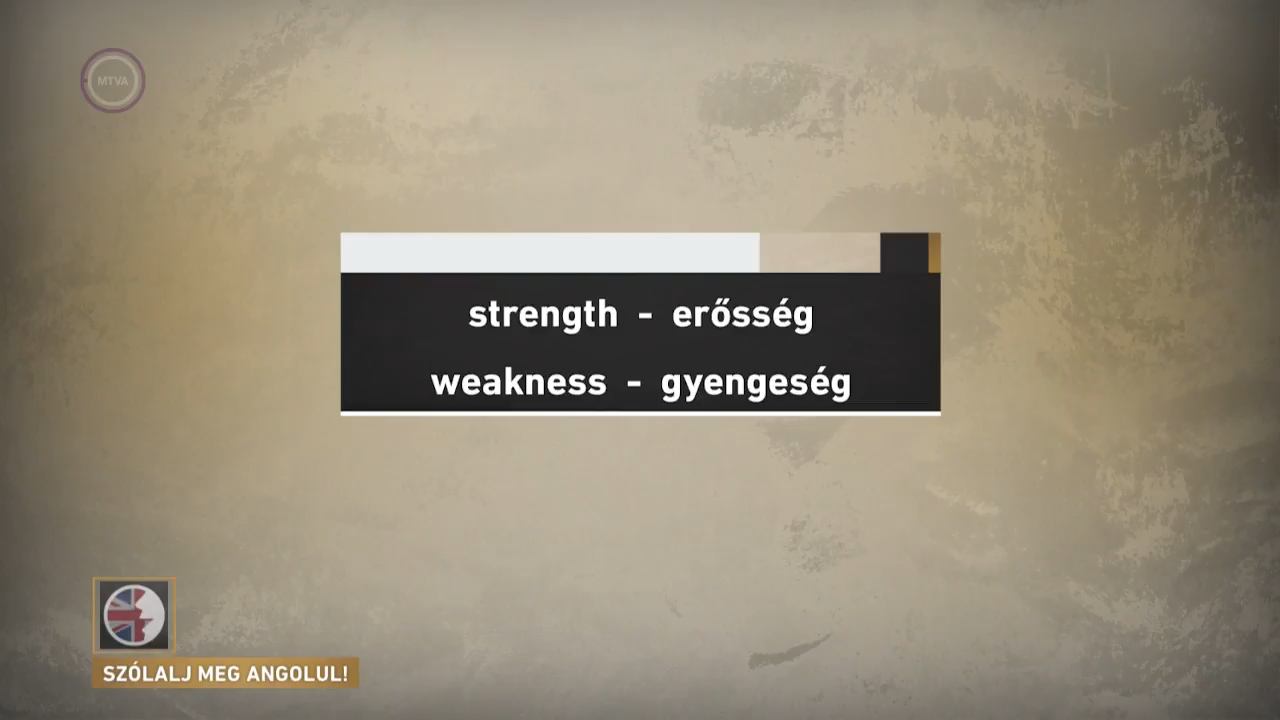 MTVA
strength - erősség
weakness - gyengeség
SZÓLALJ MEG ANGOLUL!